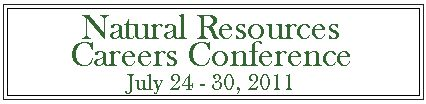 Natural Resources
Careers Conference
July 24 - 30, 2011